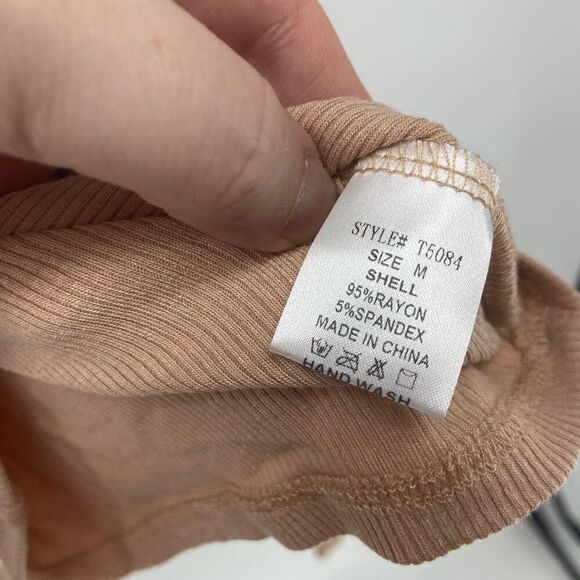 STYLE# T5084
SIZE M
SHELL
95%RAYON
5%SPANDEX
MADE IN CHINA
HAND WASH